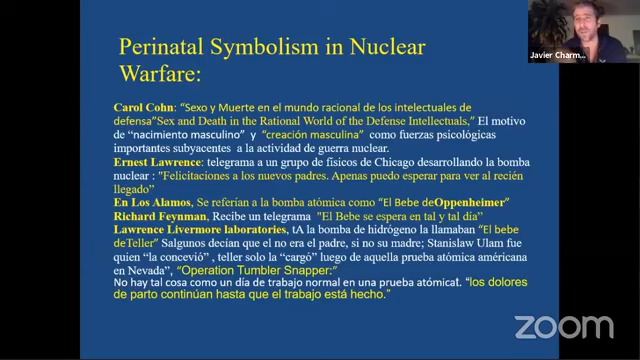 Perinatal Symbolism in Nuclear
Warfare:
Javier Charm...
Carol Cohn: “Sexo y Muerte en el mundo racional de los intelectuales de
defensa”Sex and Death in the Rational World of the Defense Intellectuals,” El motivo
de “nacimiento masculino” y “creación masculina” como fuerzas psicológicas
importantes subyacentes a la actividad de guerra nuclear.
Ernest Lawrence: telegrama a un grupo de físicos de Chicago desarrollando la bomba
nuclear : "Felicitaciones a los nuevos padres. Apenas puedo esperar para ver al recién
llegado”
En Los Alamos, Se referían a la bomba atómica como “El Bebe deOppenheimer”
Richard Feynman, Recibe un telegrama "El Bebe se espera en tal y tal día”
Lawrence Livermore laboratories, tA la bomba de hidrógeno la llamaban “El bebe
deTeller” Salgunos decían que el no era el padre, si no su madre; Stanislaw Ulam fue
quien “la concevió” , teller solo la “cargó” luego de aquella prueba atómica américana
en Nevada, “Operation Tumbler Snapper:”
No hay tal cosa como un día de trabajo normal en una prueba atómicat. “los dolores
de parto continúan hasta que el trabajo está hecho.”
zoom